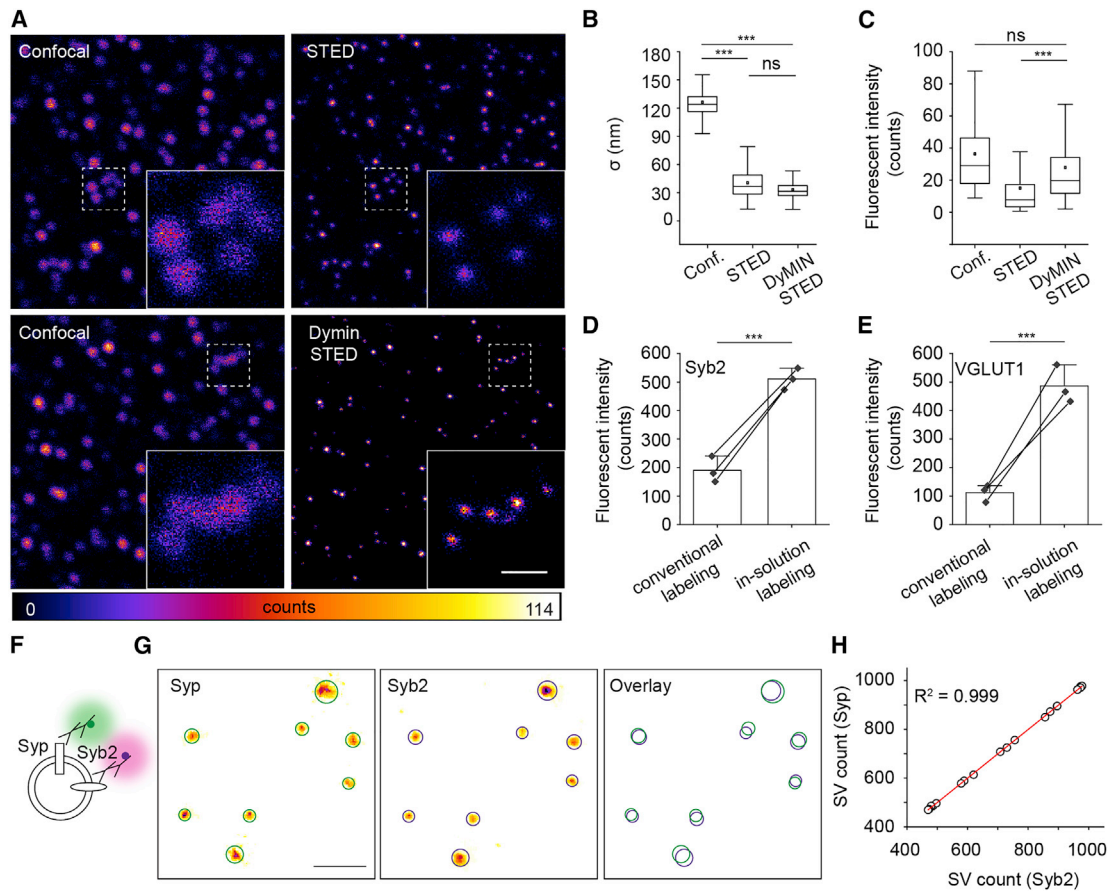 A
Confocal
STED
Confocal
Dymin
STED
0
counts
114
B
***
***
ns
180
150
120
90
60
30
0
σ (nm)
Conf.
STED
DyMIN
STED
C
ns
***
100
80
60
40
20
0
Fluorescent intensity
(counts)
Conf.
STED
DyMIN
STED
D
***
Syb2
600
500
400
300
200
100
0
Fluorescent intensity
(counts)
conventional
labeling
in-solution
labeling
E
***
VGLUT1
600
500
400
300
200
100
0
Fluorescent intensity
(counts)
conventional
labeling
in-solution
labeling
F
Syp
Syb2
G
Syp
Syb2
Overlay
H
R² = 0.999
1000
800
600
400
SV count (Syp)
400
600
800
1000
SV count (Syb2)